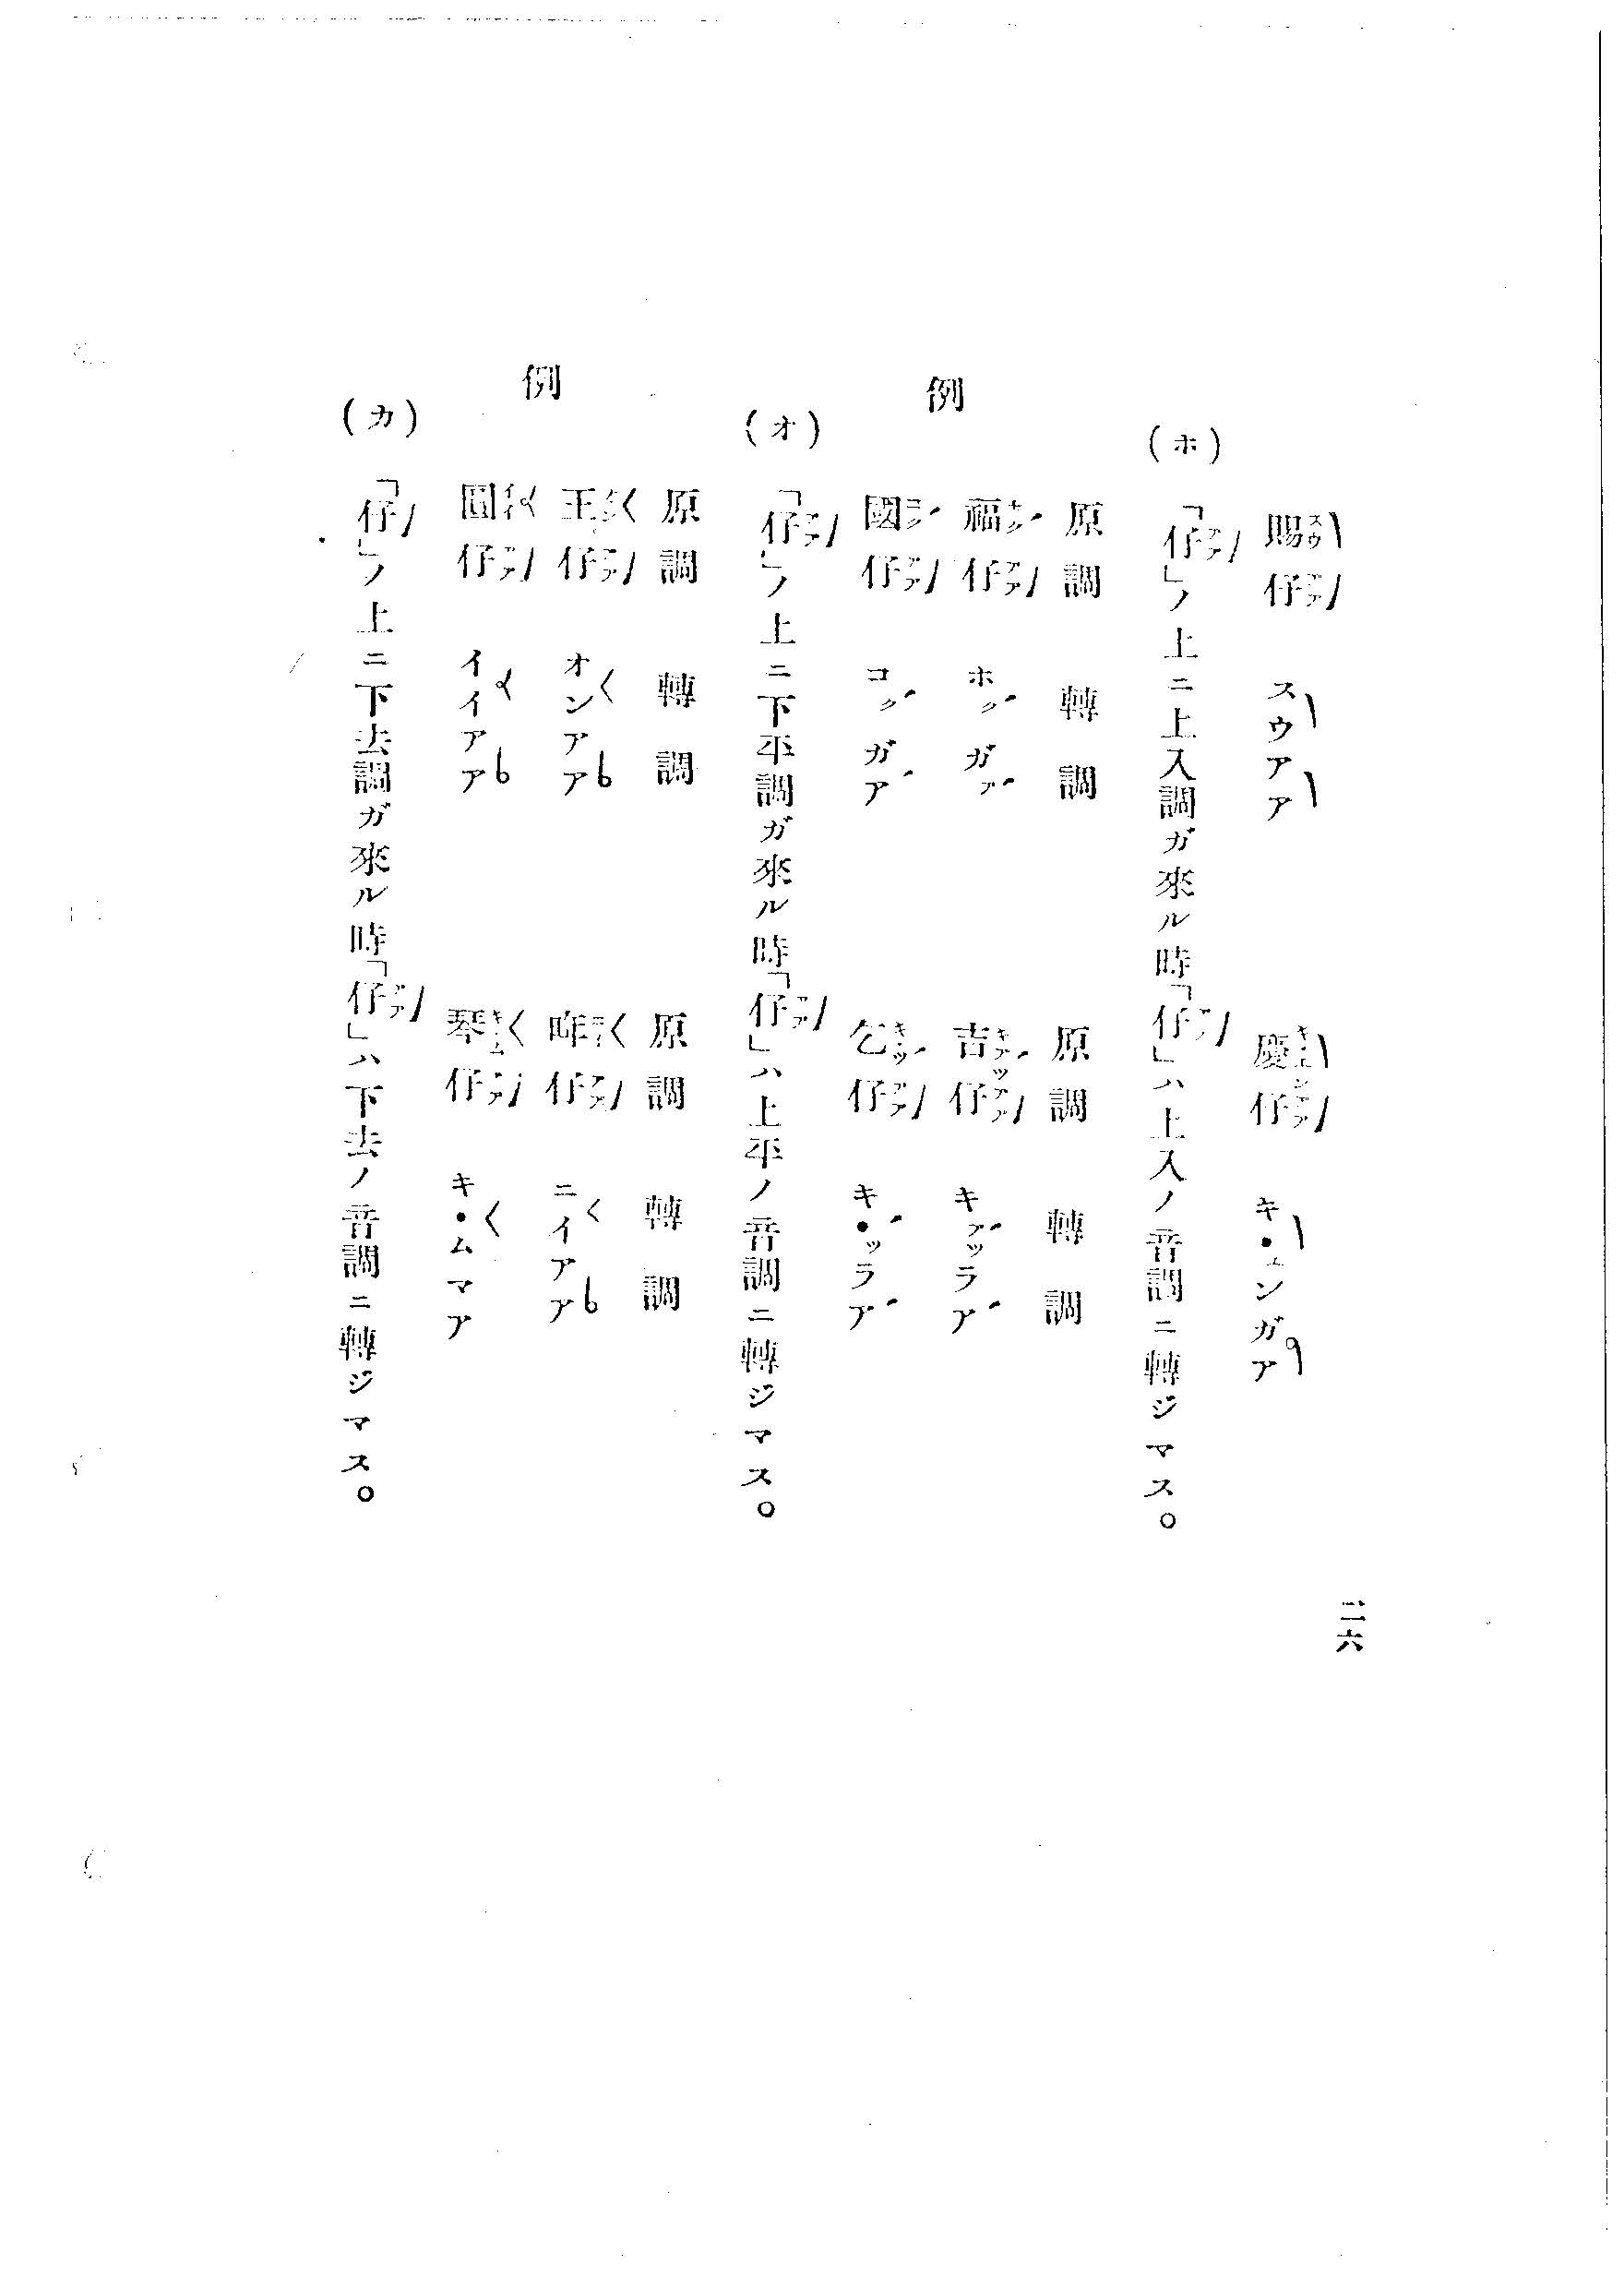 賜仔 スウアア 慶仔 キ・エンガア
(ホ) 「仔」ノ上ニ上入調ガ來ル時「仔」ハ上入ノ音調ニ轉ジマス。
例 原調 轉調 原調 轉調
福仔 ホクガア 吉仔 キアッラア
國仔 コクガア 乞仔 キ・ッラア
(オ) 「仔」ノ上ニ下平調ガ來ル時「仔」ハ上平ノ音調ニ轉ジマス。
例 原調 轉調 原調 轉調
王仔 オンアア 仔 ニイアア
圓仔 イイアア 琴仔 キ・ムマア
(カ) 「仔」ノ上ニ下去調ガ來ル時「仔」ハ下去ノ音調ニ轉ジマス。
二六